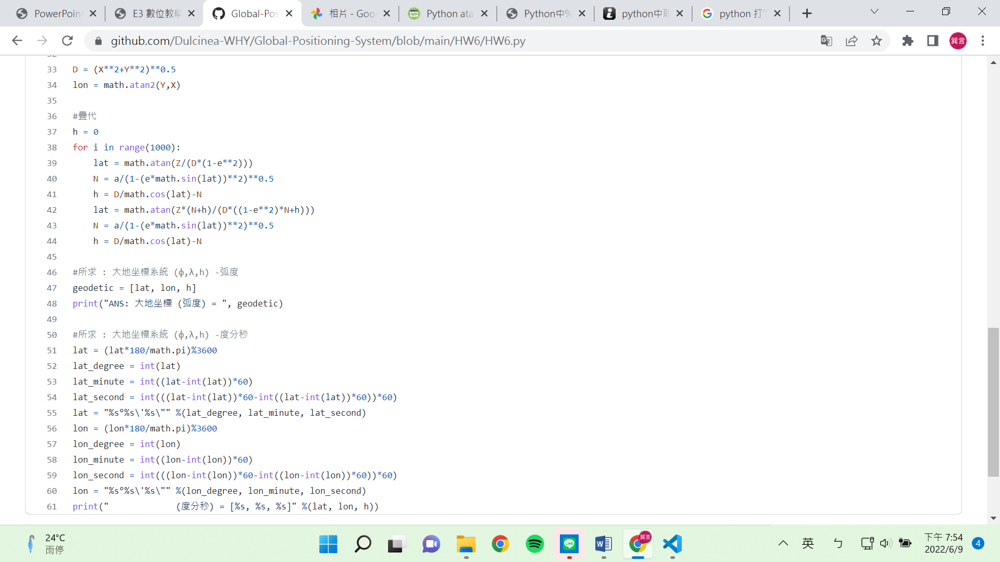 PowerPoint
E3 數位教學
Global-Pos
相片 - Goo
Python ata
Python中%
python中取
python 打"
github.com/Dulcinea-WHY/Global-Positioning-System/blob/main/HW6/HW6.py
巽言
33 D = (X**2+Y**2)**0.5
34 lon = math.atan2(Y,X)
35
36 #疊代
37 h = 0
38 for i in range(1000):
39     lat = math.atan(Z/(D*(1-e**2)))
40     N = a/(1-(e*math.sin(lat))**2)**0.5
41     h = D/math.cos(lat)-N
42     lat = math.atan(Z*(N+h)/(D*((1-e**2)*N+h)))
43     N = a/(1-(e*math.sin(lat))**2)**0.5
44     h = D/math.cos(lat)-N
45
46 #所求 : 大地坐標系統 (ϕ,λ,h) -弧度
47 geodetic = [lat, lon, h]
48 print("ANS: 大地坐標 (弧度) = ", geodetic)
49
50 #所求 : 大地坐標系統 (ϕ,λ,h) -度分秒
51 lat = (lat*180/math.pi)%3600
52 lat_degree = int(lat)
53 lat_minute = int((lat-int(lat))*60)
54 lat_second = int(((lat-int(lat))*60-int((lat-int(lat))*60))*60)
55 lat = "%s°%s\'%s\"" %(lat_degree, lat_minute, lat_second)
56 lon = (lon*180/math.pi)%3600
57 lon_degree = int(lon)
58 lon_minute = int((lon-int(lon))*60)
59 lon_second = int(((lon-int(lon))*60-int((lon-int(lon))*60))*60)
60 lon = "%s°%s\'%s\"" %(lon_degree, lon_minute, lon_second)
61 print("             (度分秒) = [%s, %s, %s]" %(lat, lon, h))
24°C
雨停
LINE
W
巽言
英
ㄅ
下午 7:54
2022/6/9
4